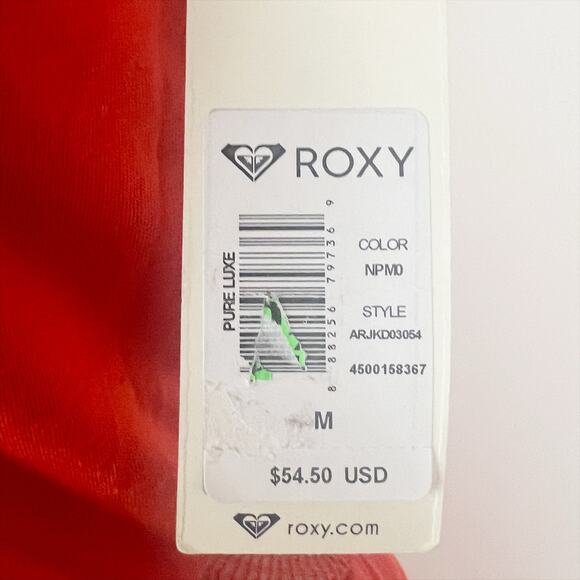 ROXY
PURE LUXE
8 88256 79736 9
COLOR
NPM0
STYLE
ARJKD03054
4500158367
M
$54.50 USD
roxy.com